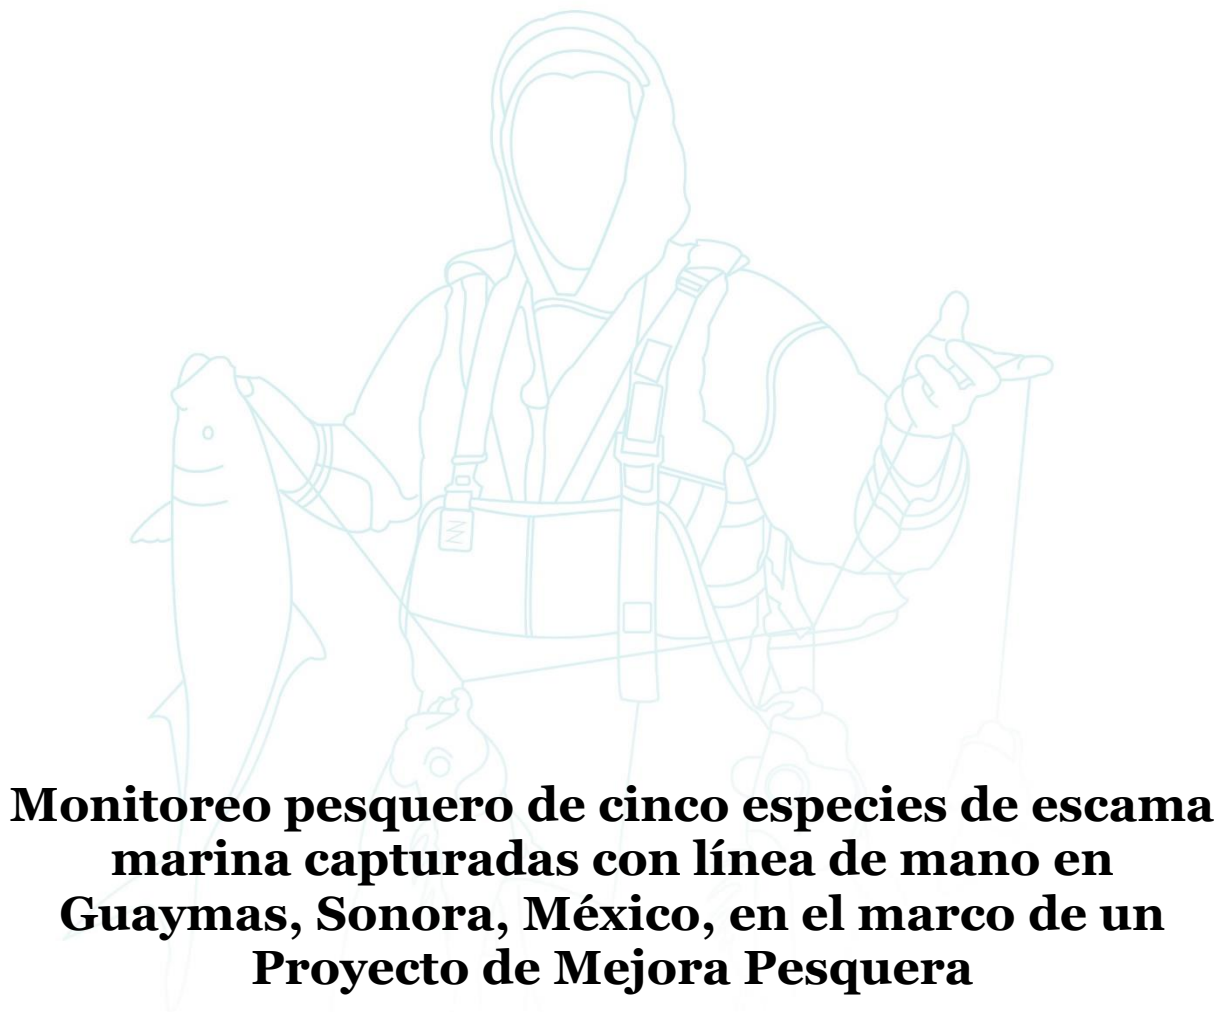 Monitoreo pesquero de cinco especies de escama
marina capturadas con línea de mano en
Guaymas, Sonora, México, en el marco de un
Proyecto de Mejora Pesquera